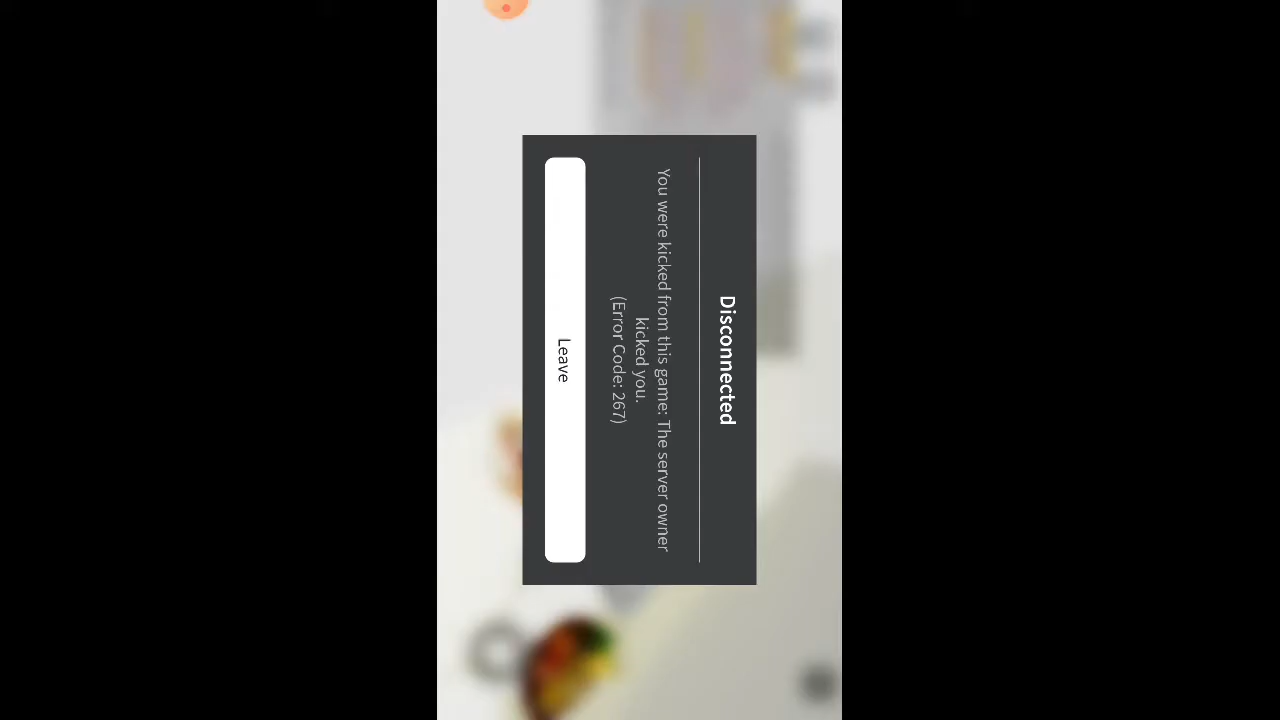 Disconnected
You were kicked from this game: The server owner
kicked you.
(Error Code: 267)
Leave